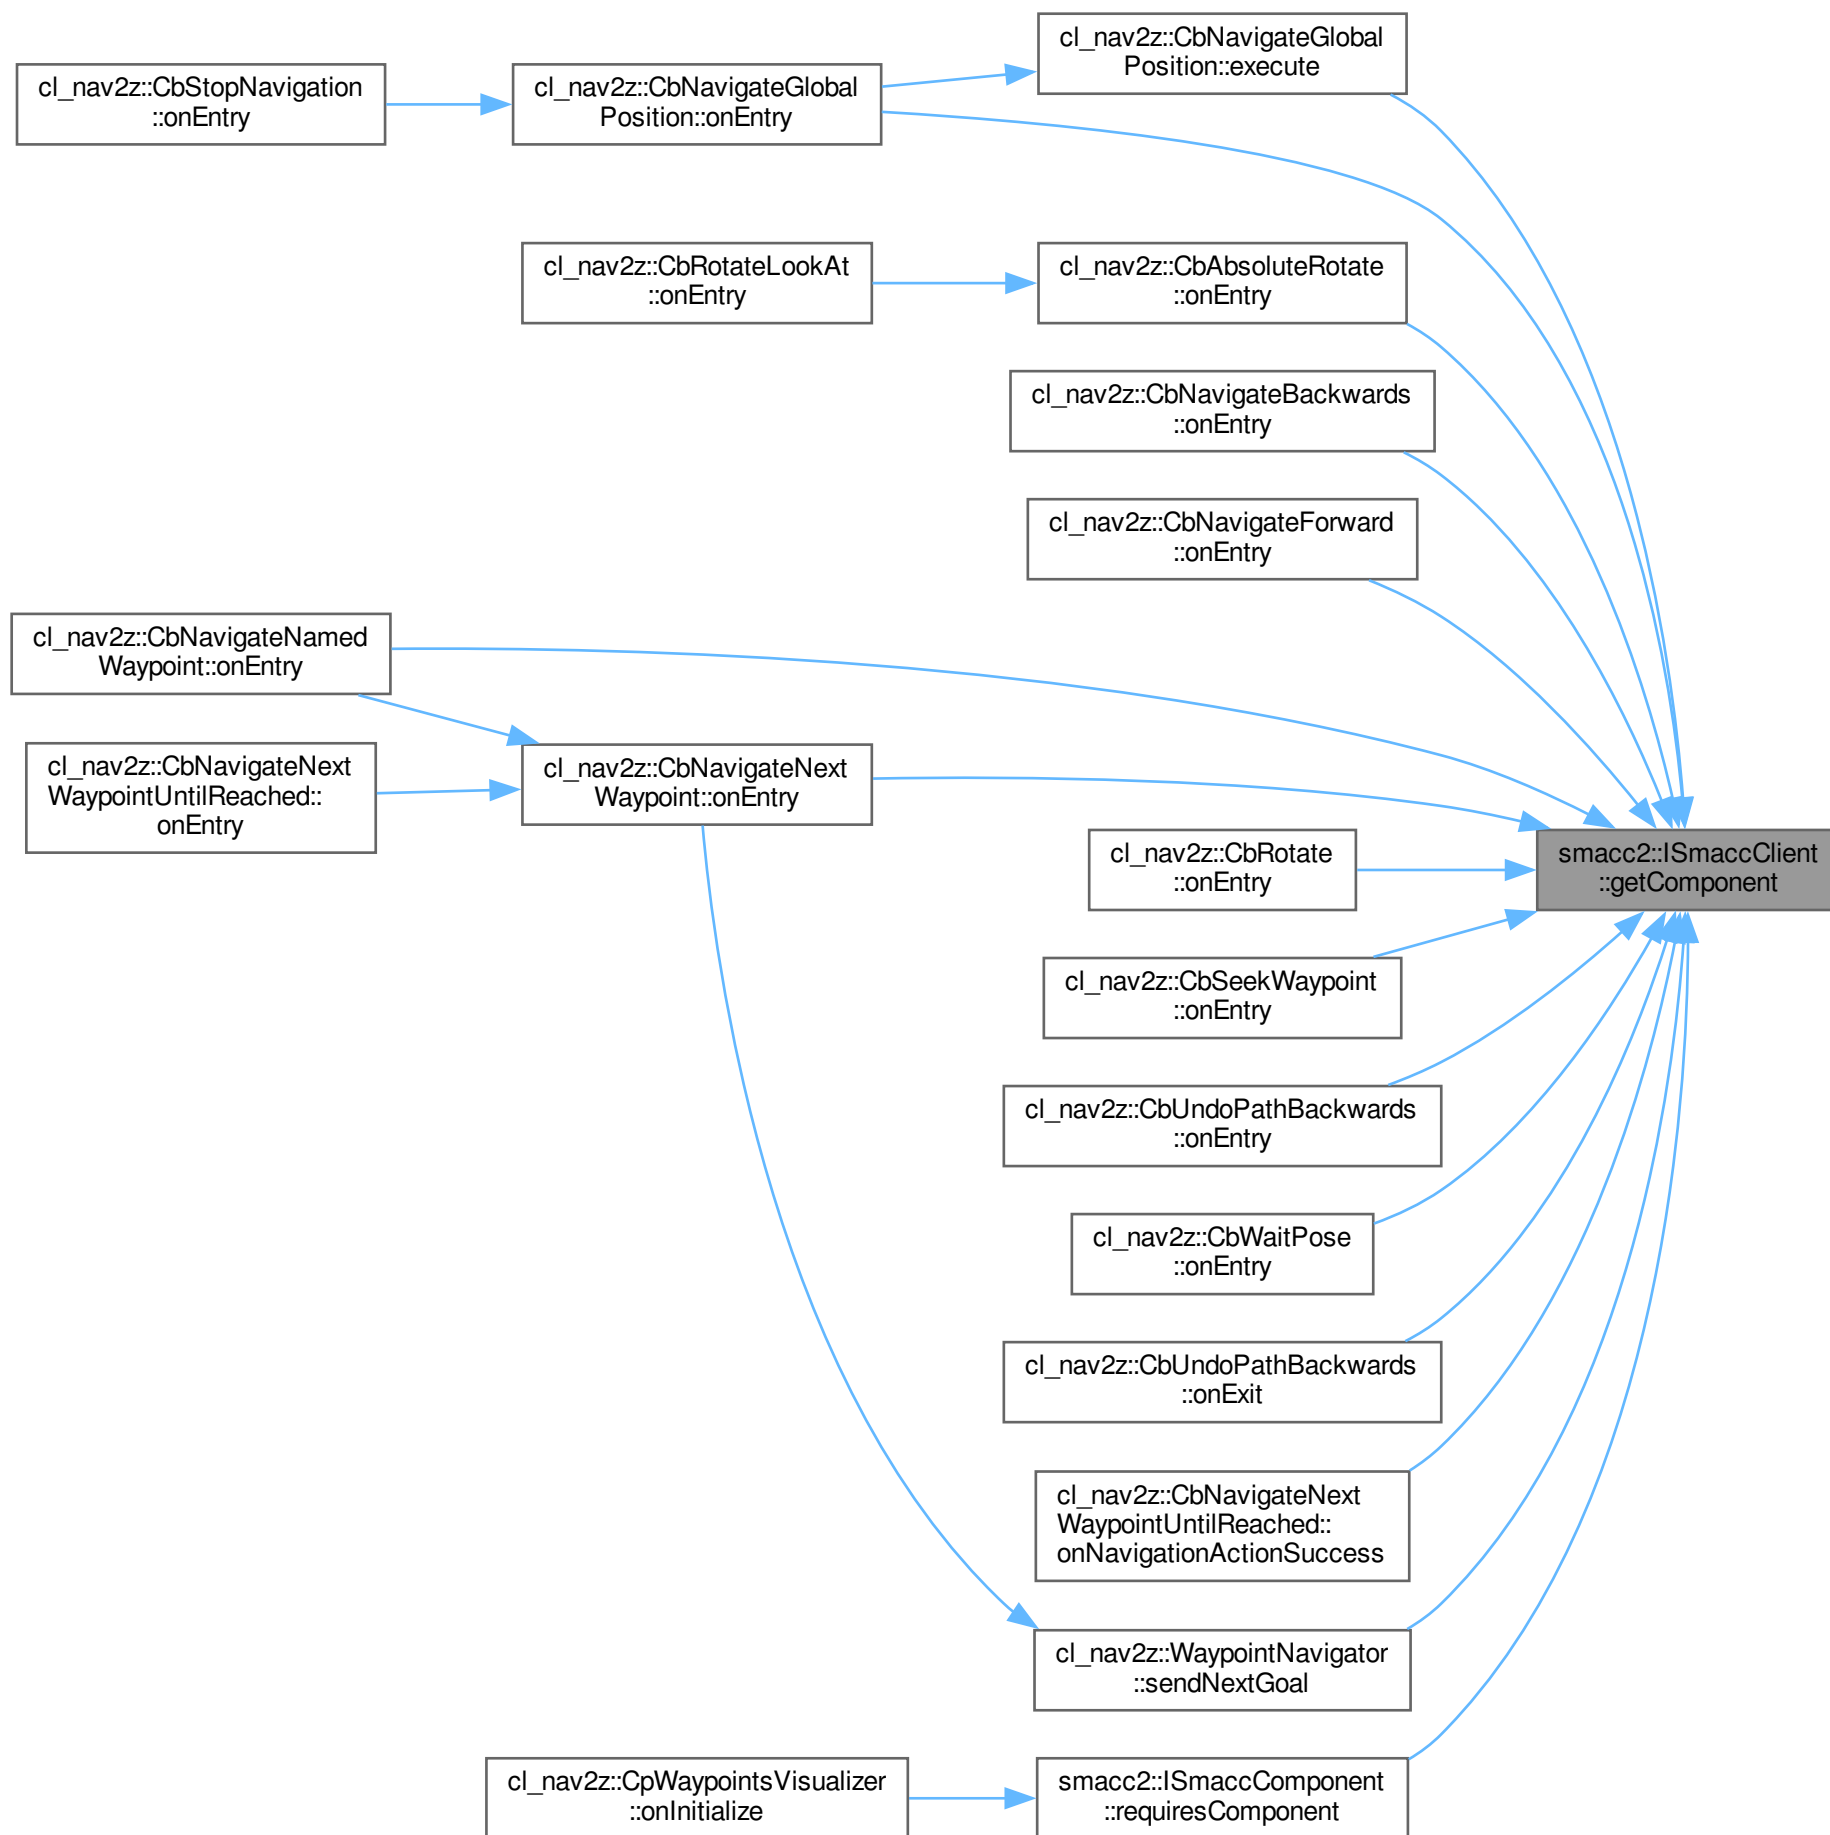 cl_nav2z::CbNavigateGlobal
Position::execute
cl_nav2z::CbStopNavigation
::onEntry
cl_nav2z::CbNavigateGlobal
Position::onEntry
cl_nav2z::CbRotateLookAt
::onEntry
cl_nav2z::CbAbsoluteRotate
::onEntry
cl_nav2z::CbNavigateBackwards
::onEntry
cl_nav2z::CbNavigateForward
::onEntry
cl_nav2z::CbNavigateNamed
Waypoint::onEntry
cl_nav2z::CbNavigateNext
WaypointUntilReached::
onEntry
cl_nav2z::CbNavigateNext
Waypoint::onEntry
cl_nav2z::CbRotate
::onEntry
smacc2::ISmaccClient
::getComponent
cl_nav2z::CbSeekWaypoint
::onEntry
cl_nav2z::CbUndoPathBackwards
::onEntry
cl_nav2z::CbWaitPose
::onEntry
cl_nav2z::CbUndoPathBackwards
::onExit
cl_nav2z::CbNavigateNext
WaypointUntilReached::
onNavigationActionSuccess
cl_nav2z::WaypointNavigator
::sendNextGoal
cl_nav2z::CpWaypointsVisualizer
::onInitialize
smacc2::ISmaccComponent
::requiresComponent